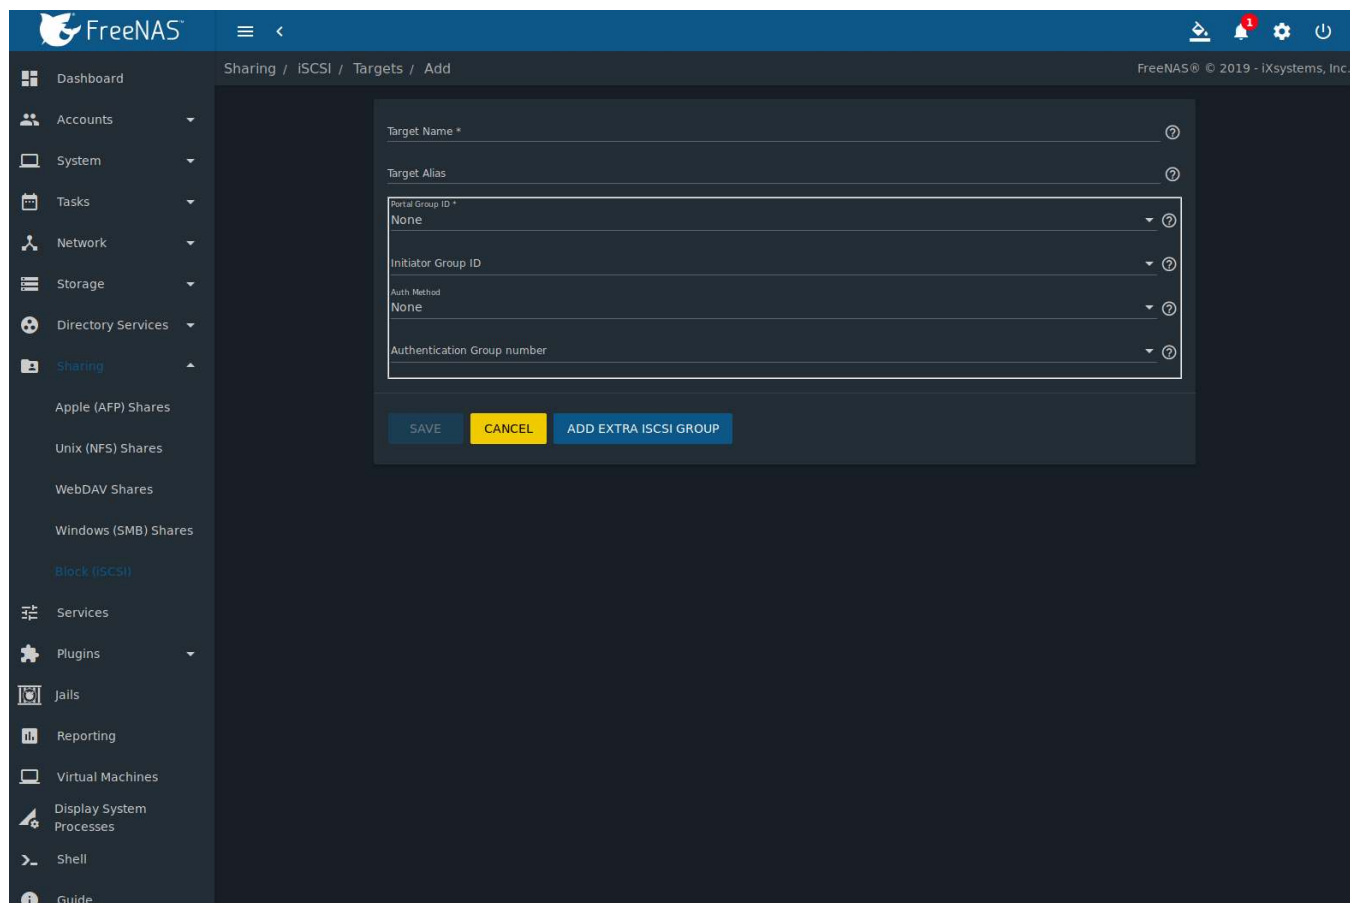 FreeNAS®
1
Sharing / iSCSI / Targets / Add
FreeNAS® © 2019 - iXsystems, Inc.
Dashboard
Accounts
System
Tasks
Network
Storage
Directory Services
Sharing
Apple (AFP) Shares
Unix (NFS) Shares
WebDAV Shares
Windows (SMB) Shares
Block (iSCSI)
Services
Plugins
Jails
Reporting
Virtual Machines
Display System
Processes
Shell
Guide
Target Name *
Target Alias
Portal Group ID *
None
Initiator Group ID
Auth Method
None
Authentication Group number
SAVE
CANCEL
ADD EXTRA ISCSI GROUP